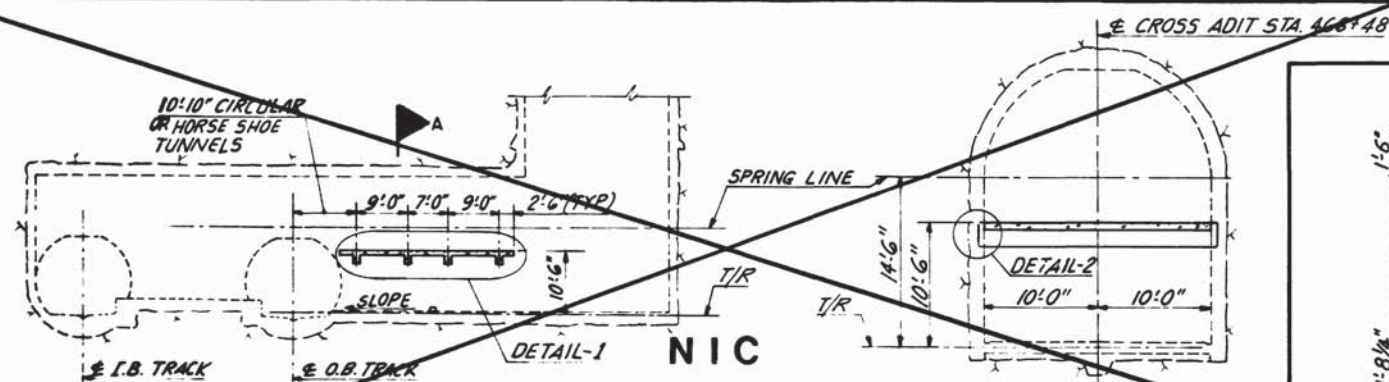 ℄ CROSS ADIT STA. 468+48
10'-10" CIRCULAR
OR HORSE SHOE
TUNNELS
A
9'-0" 7'-0" 9'-0" 2'-6" (TYP)
SPRING LINE
10'-6"
T/R
SLOPE
DETAIL-1
NIC
℄ I.B. TRACK
℄ O.B. TRACK
14'-6"
10'-6"
T/R
DETAIL-2
10'-0" 10'-0"
1'-6"